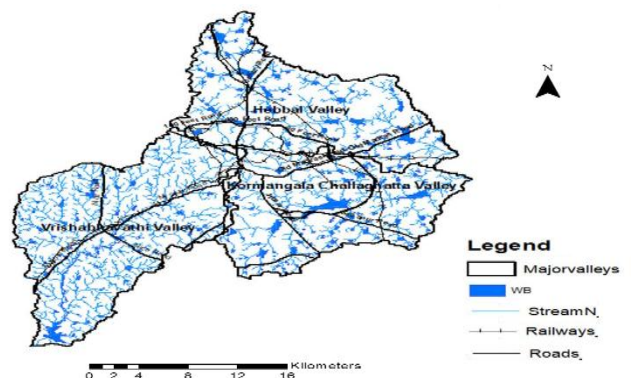 N
Hebbal Valley
Kormangala Challaghatta Valley
Vrishabhavathi Valley
Legend
Majorvalleys
WB
StreamN.
Railways.
Roads.
Kilometers
0 2 4 8 12 16